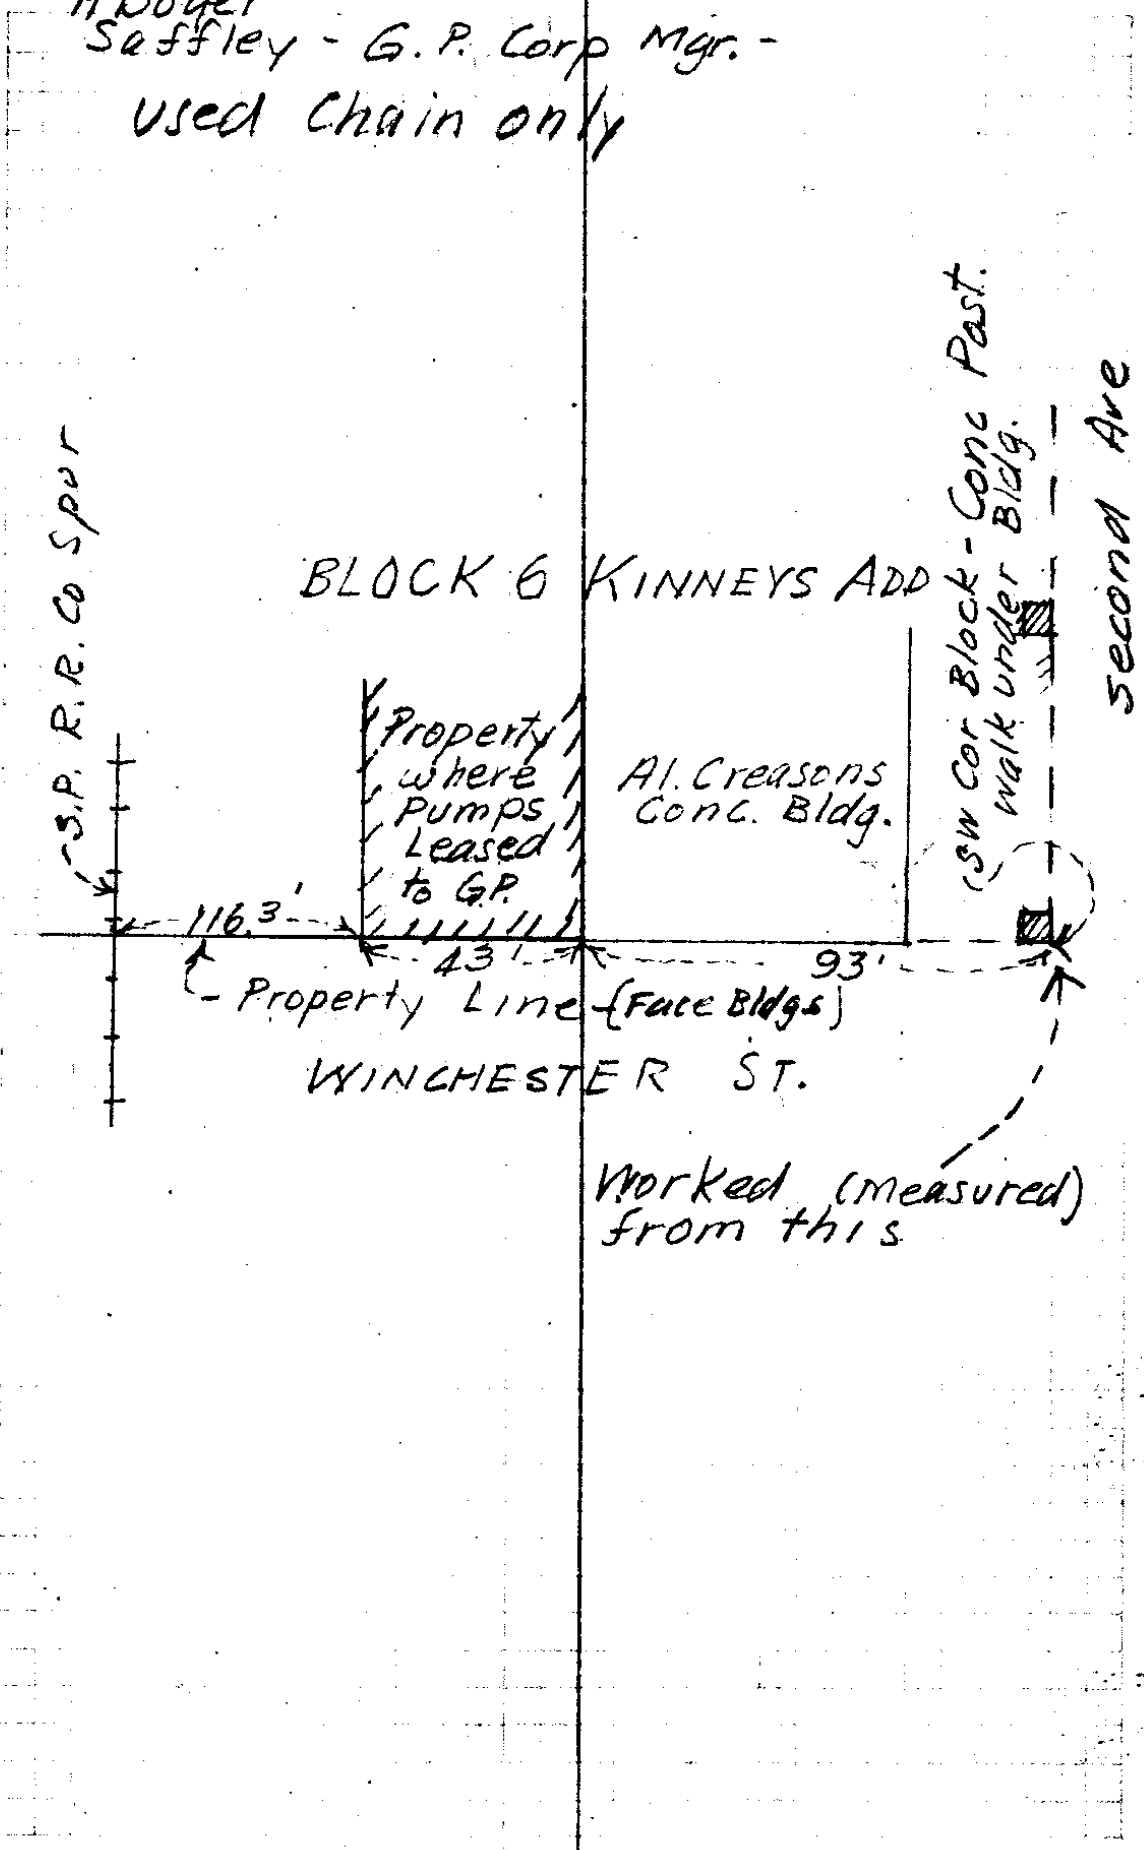 Saffley - G.P. Corp Mgr. -
Used Chain only
S.P. R.R. Co Spur
BLOCK 6 KINNEYS ADD
SW Cor Block - Conc Past.
Walk under Bldg.
Second Ave
Property
where
Pumps
Leased
to G.P.
Al. Creasons
Conc. Bldg.
116.3'
43'
93'
Property Line (Face Bldgs)
WINCHESTER ST.
Worked (measured)
from this